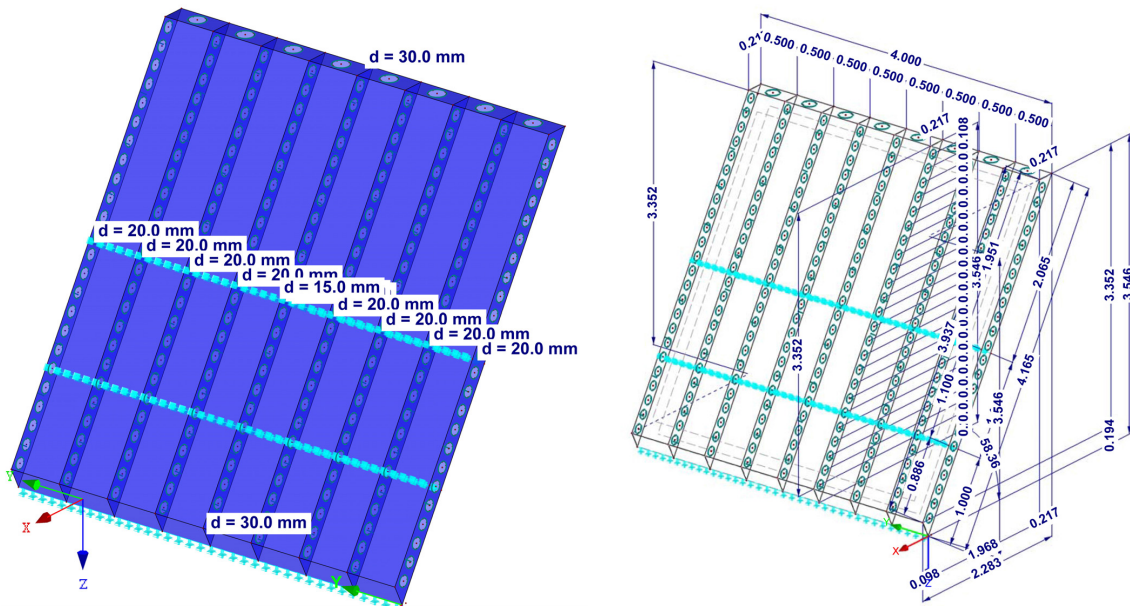 d = 30.0 mm
d = 20.0 mm
d = 20.0 mm
d = 20.0 mm
d = 20.0 mm
d = 15.0 mm
d = 20.0 mm
d = 20.0 mm
d = 20.0 mm
d = 20.0 mm
d = 30.0 mm
Y
X
Z
Y
4.000
0.500
0.500
0.500
0.500
0.500
0.500
0.500
0.500
0.217
0.108
0.217
3.352
3.546
1.951
2.065
3.352
3.546
3.937
3.352
1.100
4.165
3.546
58.36
0.194
0.886
1.000
0.217
1.968
0.098
2.283
X